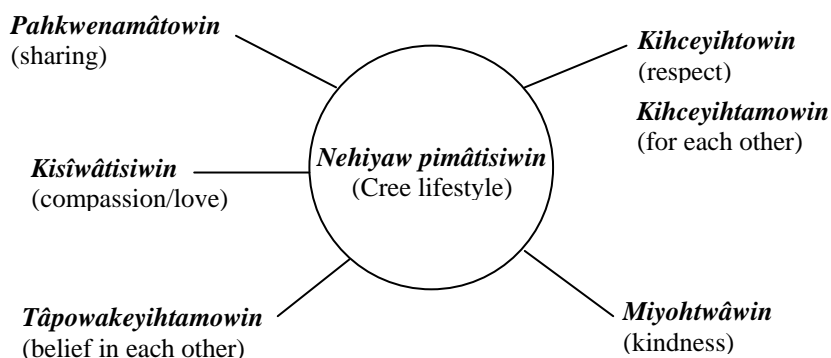 Pahkwenamâtowin
(sharing)
Kihceyihtowin
(respect)
Kihceyihtamowin
(for each other)
Nehiyaw pimâtisiwin
(Cree lifestyle)
Kisîwâtisiwin
(compassion/love)
Tâpowakeyihtamowin
(belief in each other)
Miyohtwâwin
(kindness)